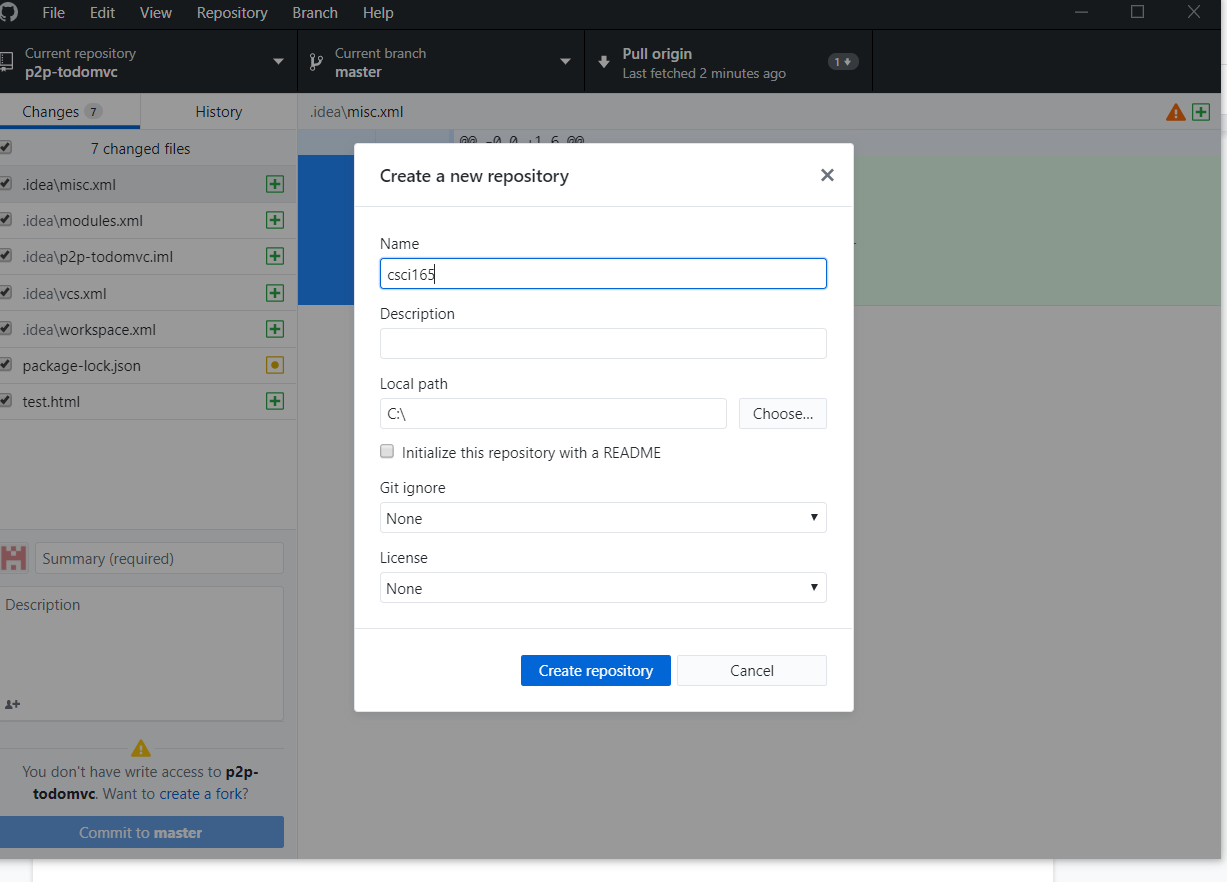 File Edit View Repository Branch Help
Current repository
p2p-todomvc
Current branch
master
Pull origin
Last fetched 2 minutes ago
1
Changes 7
History
.idea\misc.xml
7 changed files
@@ -0,0 +1,6 @@
.idea\misc.xml
.idea\modules.xml
.idea\p2p-todomvc.iml
.idea\vcs.xml
.idea\workspace.xml
package-lock.json
test.html
Summary (required)
Description
You don't have write access to p2p-
todomvc. Want to create a fork?
Commit to master
Create a new repository
Name
csci165
Description
Local path
C:\
Choose...
Initialize this repository with a README
Git ignore
None
License
None
Create repository
Cancel